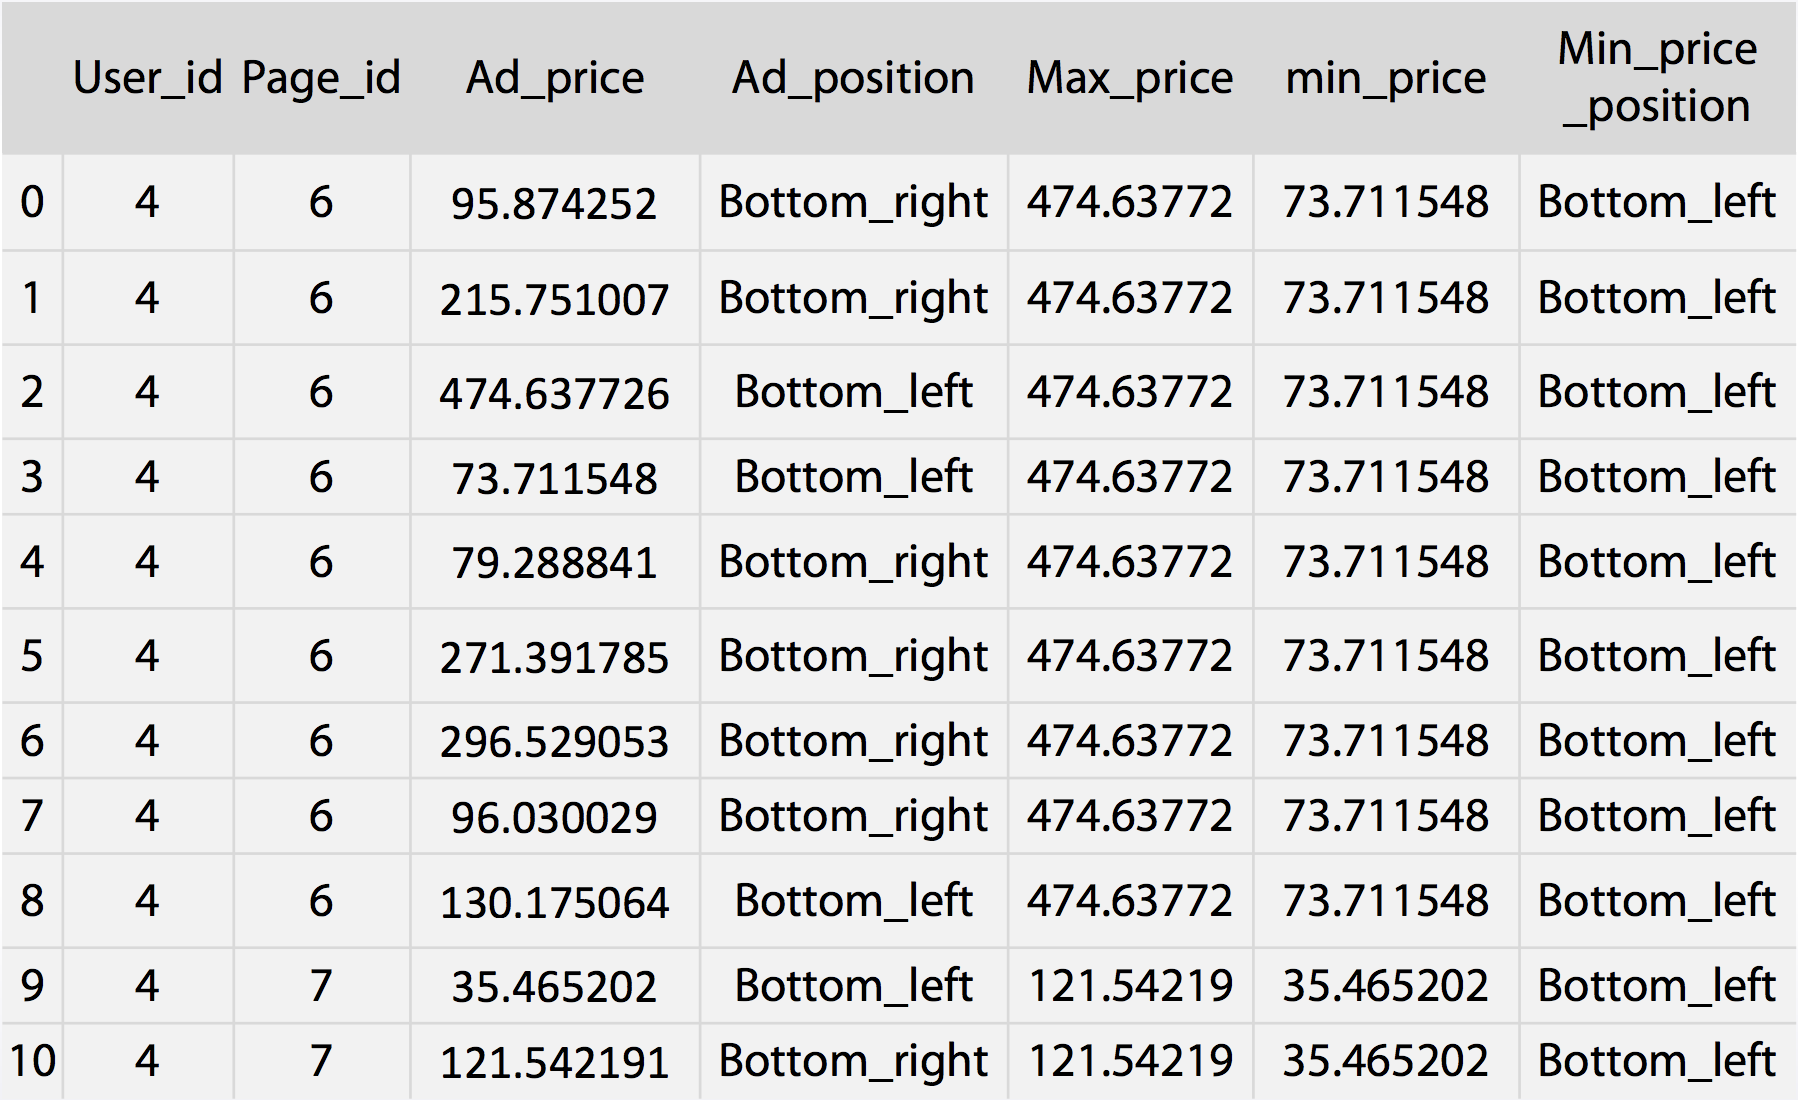 User_id Page_id Ad_price Ad_position Max_price min_price Min_price _position
0 4 6 95.874252 Bottom_right 474.63772 73.711548 Bottom_left
1 4 6 215.751007 Bottom_right 474.63772 73.711548 Bottom_left
2 4 6 474.637726 Bottom_left 474.63772 73.711548 Bottom_left
3 4 6 73.711548 Bottom_left 474.63772 73.711548 Bottom_left
4 4 6 79.288841 Bottom_right 474.63772 73.711548 Bottom_left
5 4 6 271.391785 Bottom_right 474.63772 73.711548 Bottom_left
6 4 6 296.529053 Bottom_right 474.63772 73.711548 Bottom_left
7 4 6 96.030029 Bottom_right 474.63772 73.711548 Bottom_left
8 4 6 130.175064 Bottom_left 474.63772 73.711548 Bottom_left
9 4 7 35.465202 Bottom_left 121.54219 35.465202 Bottom_left
10 4 7 121.542191 Bottom_right 121.54219 35.465202 Bottom_left